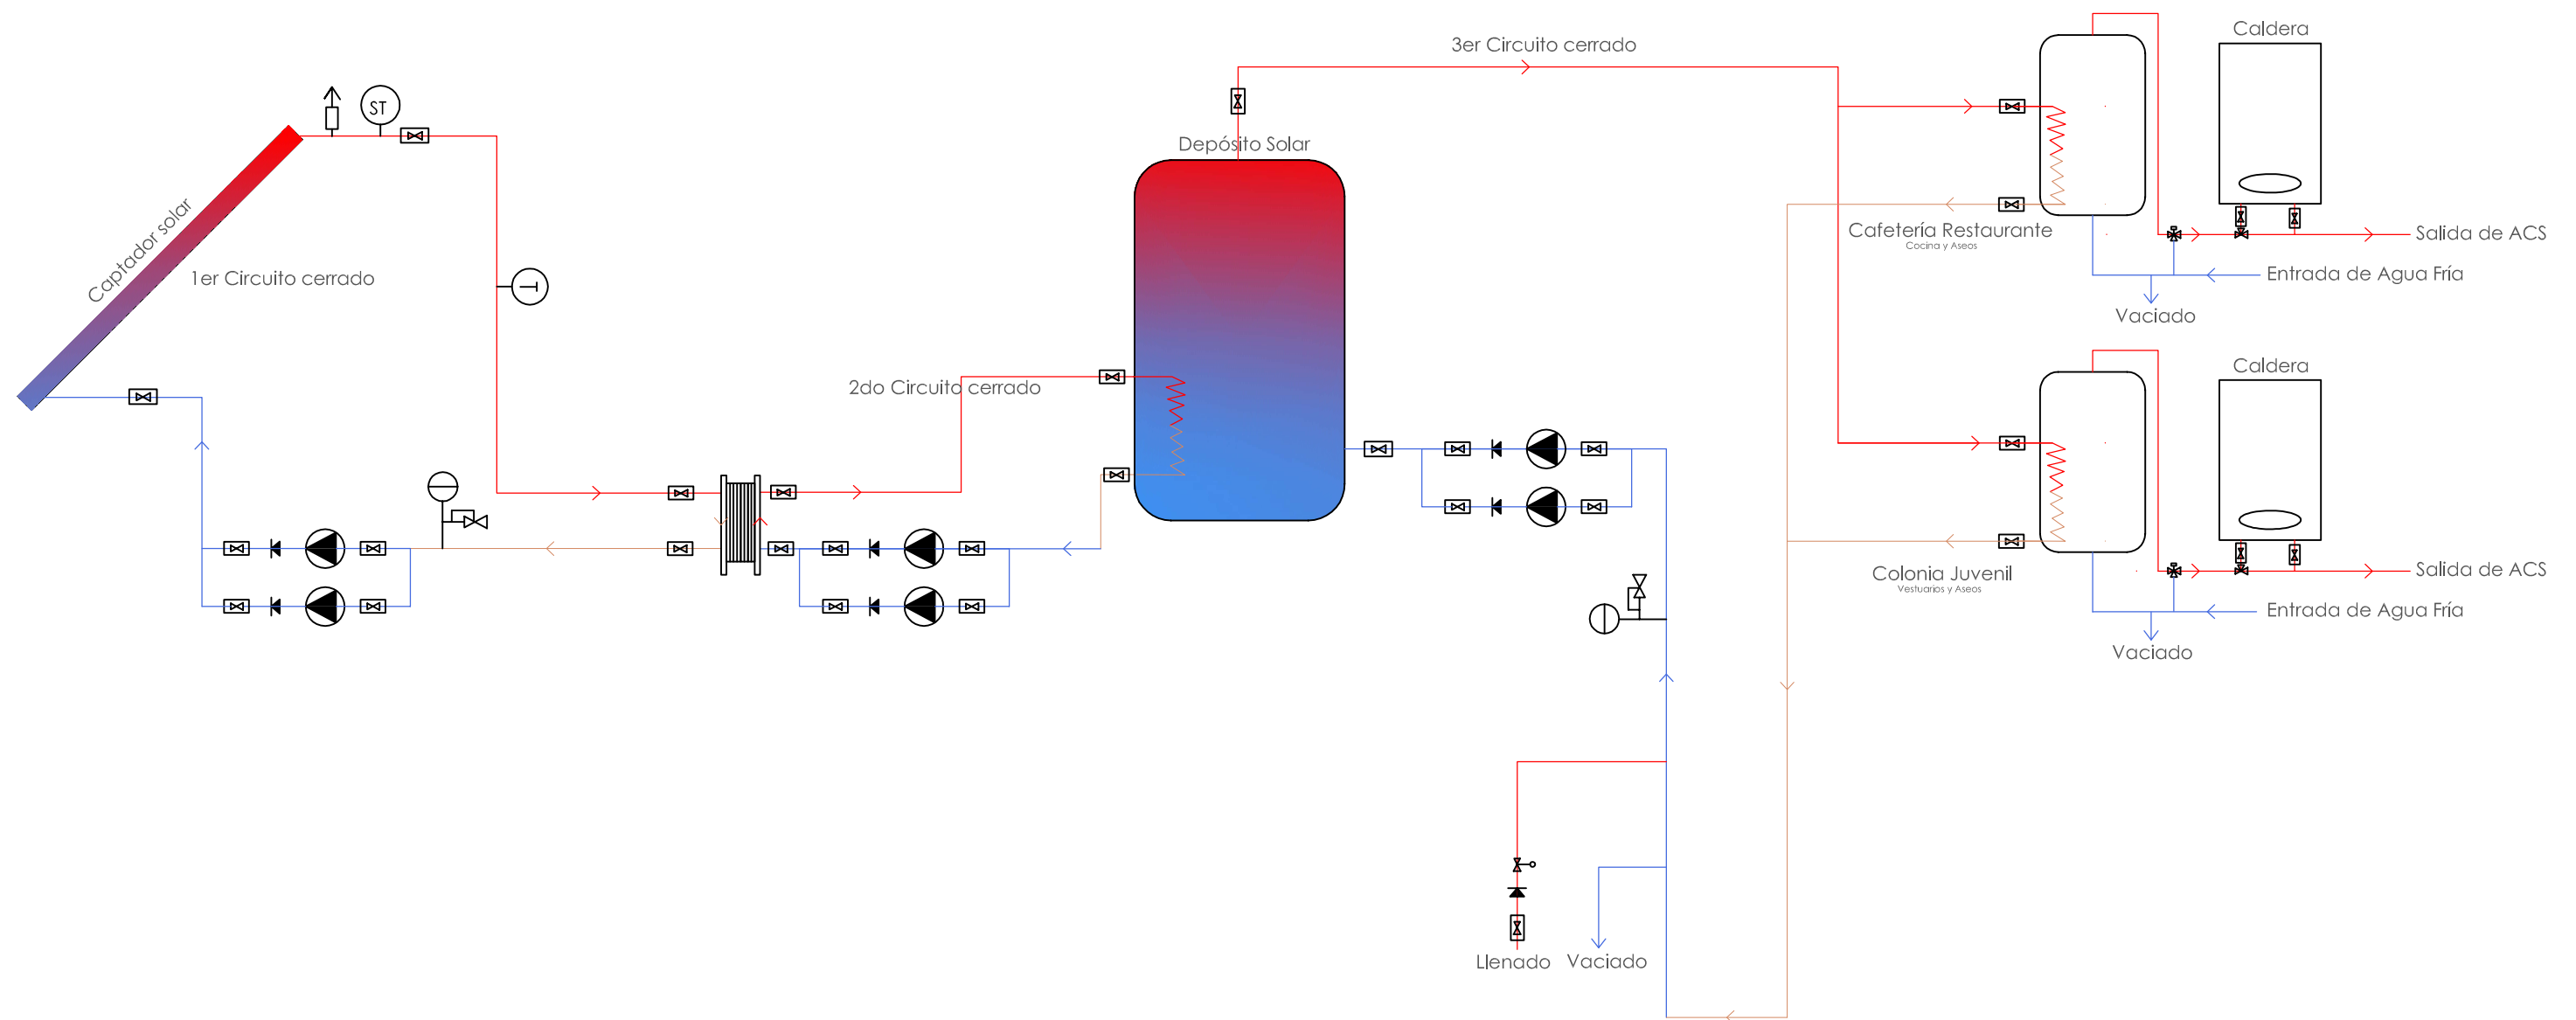 3er Circuito cerrado
Caldera
ST
Depósito Solar
Captador solar
1er Circuito cerrado
T
Cafetería Restaurante
Cocina y Aseos
Salida de ACS
Entrada de Agua Fría
Vaciado
2do Circuito cerrado
Caldera
Colonia Juvenil
Vestuarios y Aseos
Salida de ACS
Entrada de Agua Fría
Vaciado
Llenado
Vaciado